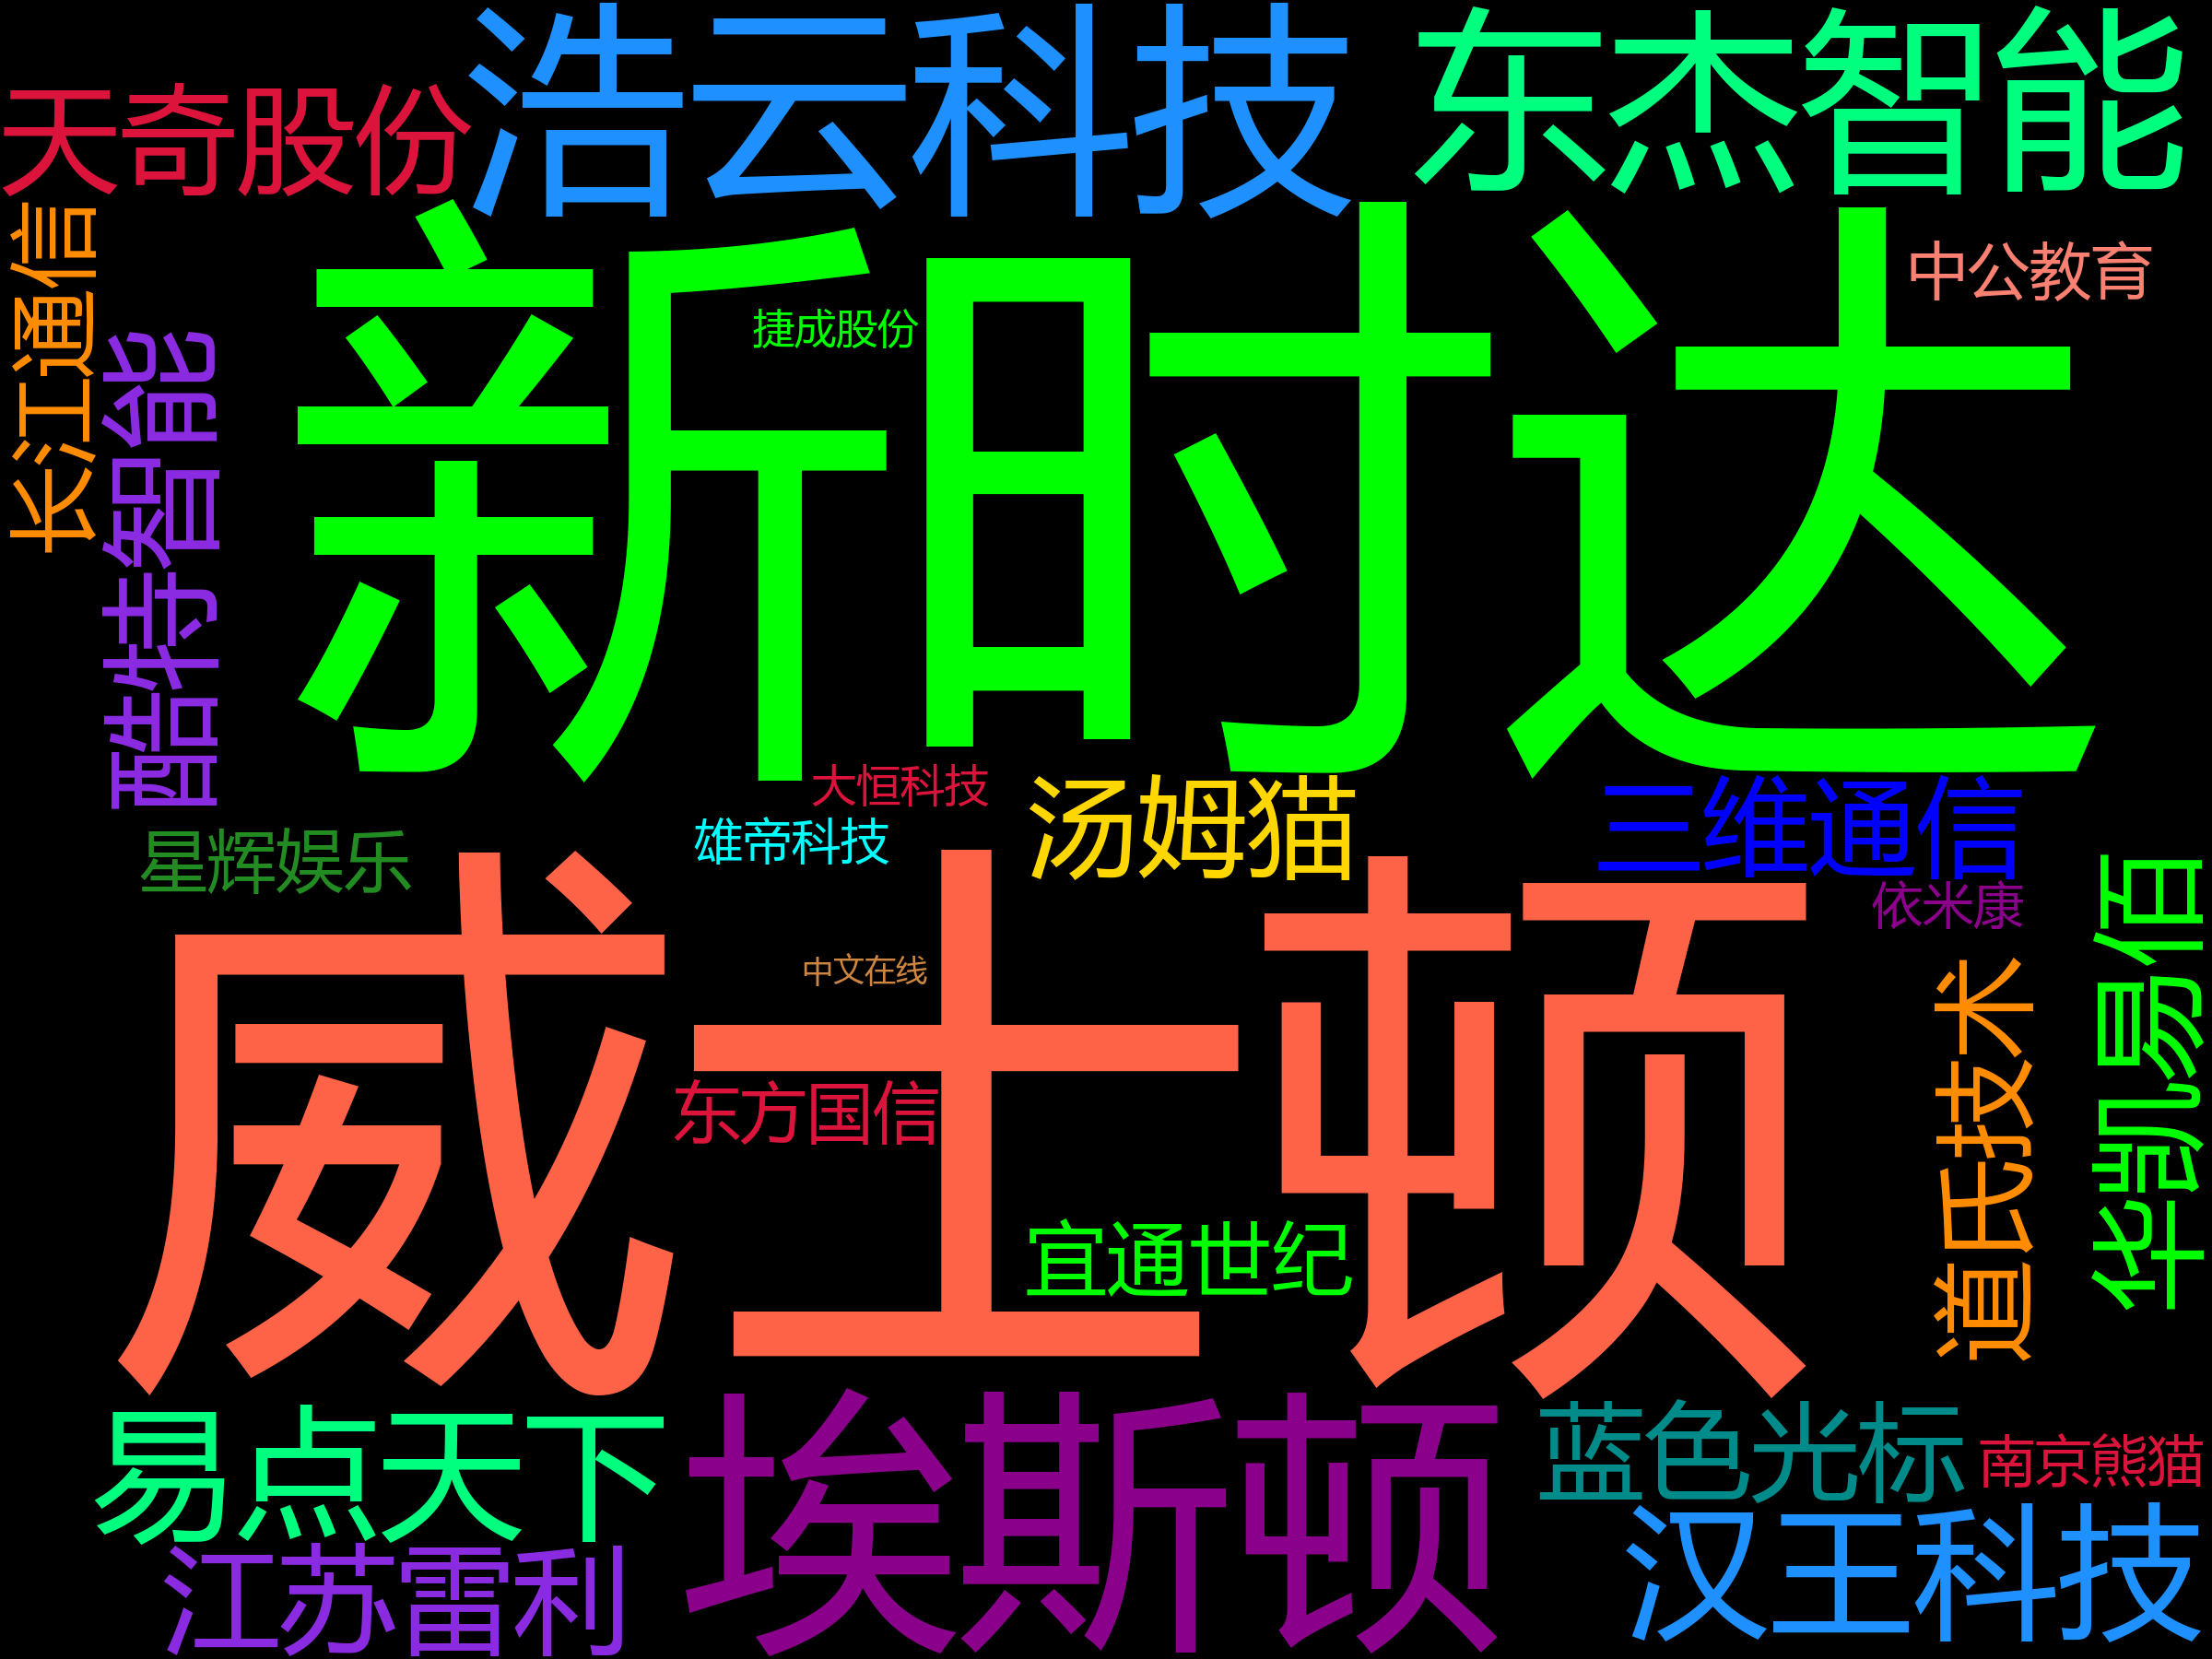 浩云科技
东杰智能
天奇股份
长江通信
中公教育
捷成股份
新时达
酷特智能
大恒科技
汤姆猫
三维通信
雄帝科技
星辉娱乐
依米康
华凯易佰
中文在线
威士顿
道氏技术
东方国信
宜通世纪
易点天下
埃斯顿
蓝色光标
南京熊猫
汉王科技
江苏雷利